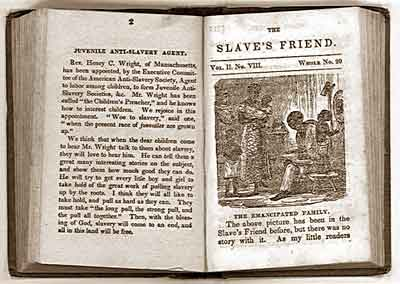 2
JUVENILE ANTI-SLAVERY AGENT.
Rev. Henry C. Wright, of Massachusetts,
has been appointed, by the Executive Commit-
tee of the American Anti-Slavery Society, Agent
to labor among children, to form Juvenile Anti-
Slavery Societies, &c. Mr. Wright has been
called "the Children's Preacher," and he knows
how to interest children. We rejoice in this
appointment. "Woe to slavery," said one,
"when the present race of juveniles are grown
up."
We think that when the dear children come
to hear Mr. Wright talk to them about slavery,
they will love to hear him. He can tell them a
great many interesting stories on the subject,
and show them how much good they can do.
He will try to get every little boy and girl to
take hold of the great work of pulling slavery
up by the roots. I think they will all like to
take hold, and pull as hard as they can. They
must take "the long pull, the strong pull, and
the pull all together." Then, with the bless-
ing of God, slavery will come to an end, and
all in this land will be free.
THE
SLAVE'S FRIEND.
Vol. II. No. VIII. Whole No. 20
THE EMANCIPATED FAMILY.
The above picture has been in the
Slave's Friend before, but there was no
story with it. As my little readers